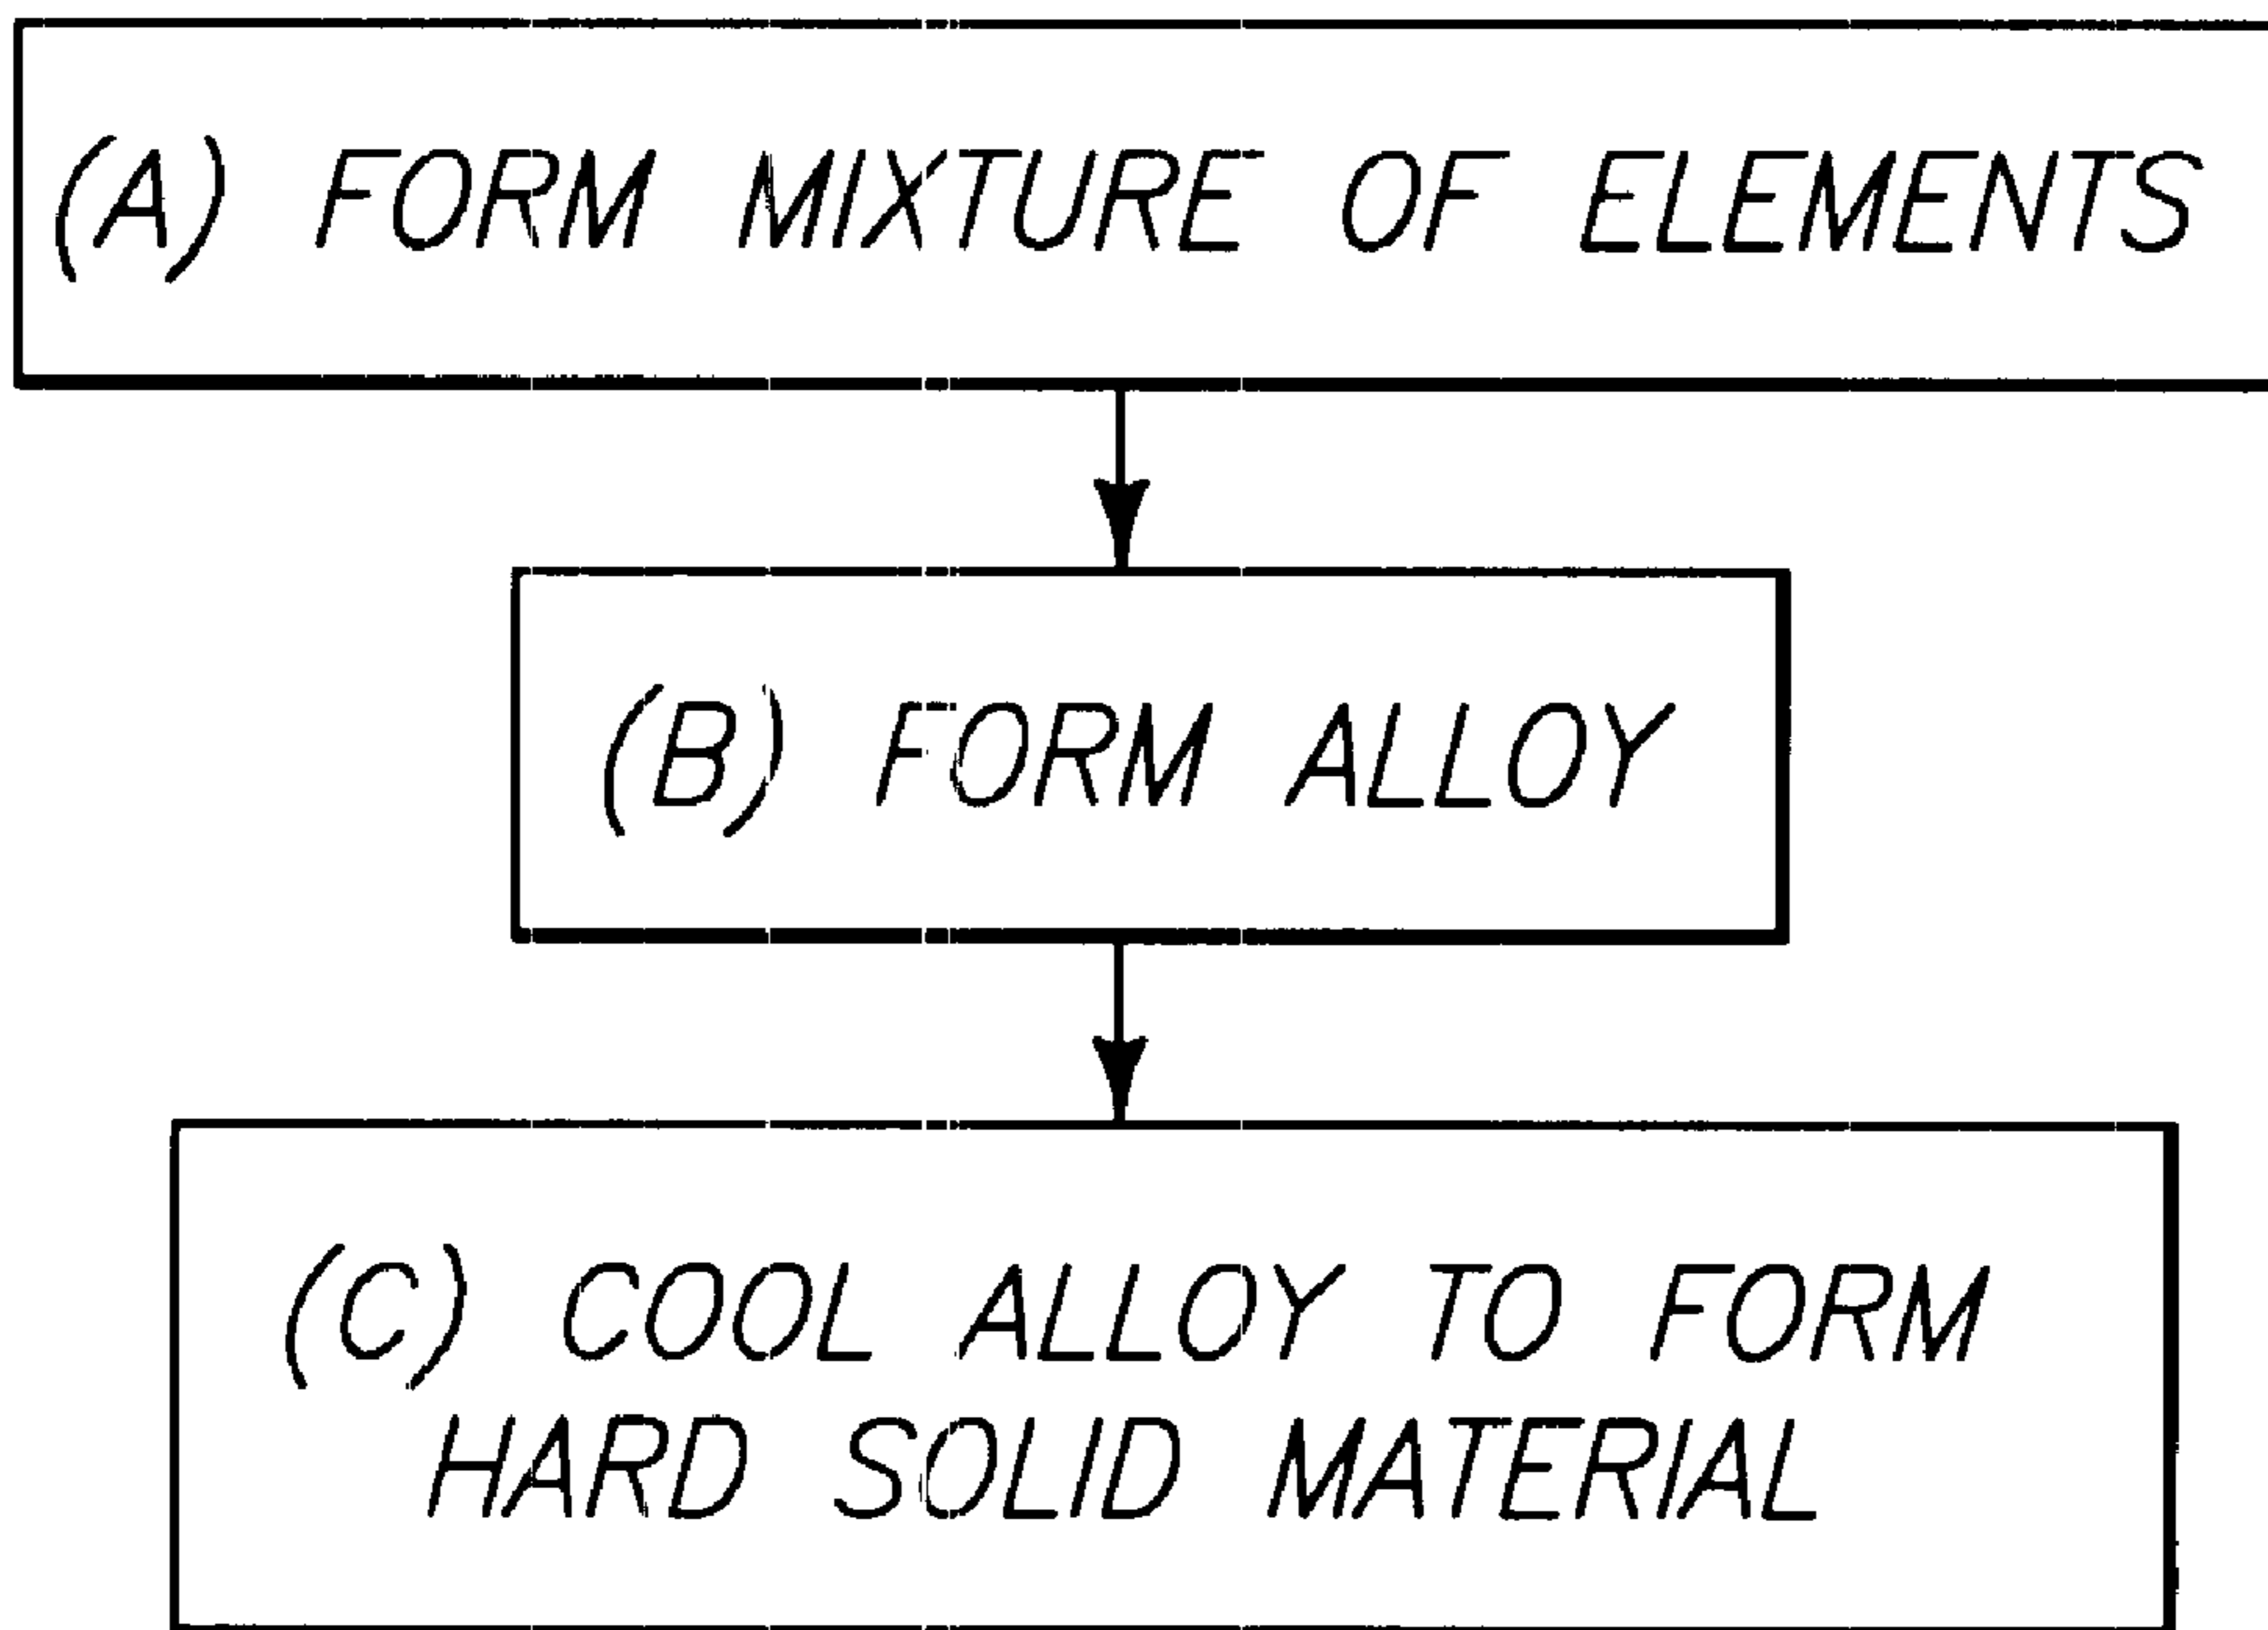 (A) FORM MIXTURE OF ELEMENTS
(B) FORM ALLOY
(C) COOL ALLOY TO FORM
HARD SOLID MATERIAL